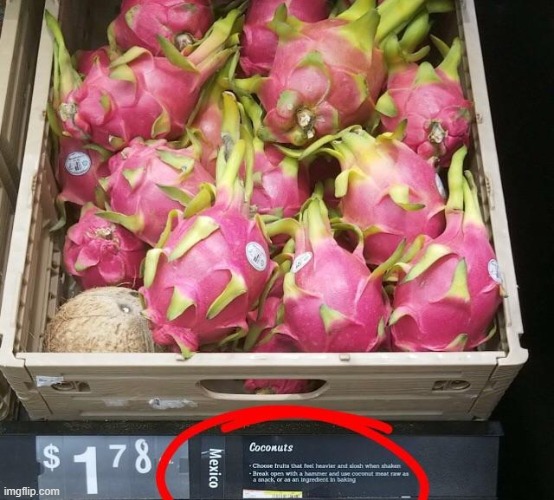 $178
Mexico
Coconuts
- Choose fruits that feel heavier and slosh when shaken
- Break open with a hammer and use coconut meat raw as
a snack, or as an ingredient in baking
imgflip.com